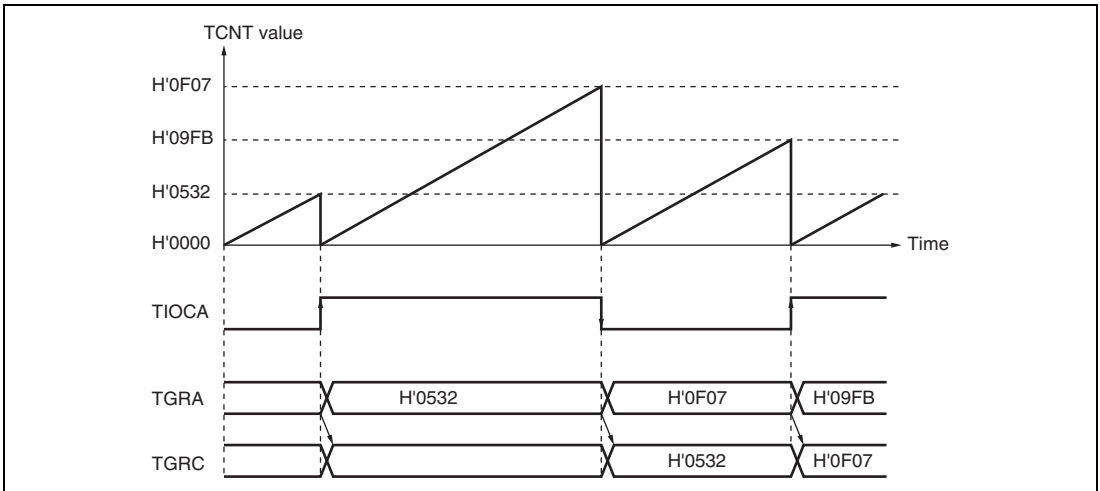 TCNT value
H'0F07
H'09FB
H'0532
H'0000
Time
TIOCA
TGRA
H'0532
H'0F07
H'09FB
TGRC
H'0532
H'0F07